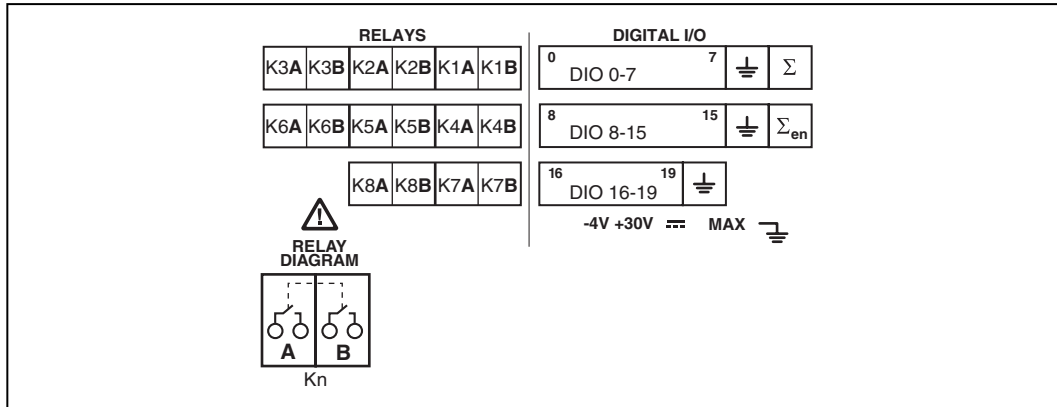 RELAYS
DIGITAL I/O
K3A K3B K2A K2B K1A K1B
0 7
DIO 0-7
Σ
K6A K6B K5A K5B K4A K4B
8 15
DIO 8-15
Σen
K8A K8B K7A K7B
16 19
DIO 16-19
-4V +30V MAX
RELAY
DIAGRAM
A B
Kn